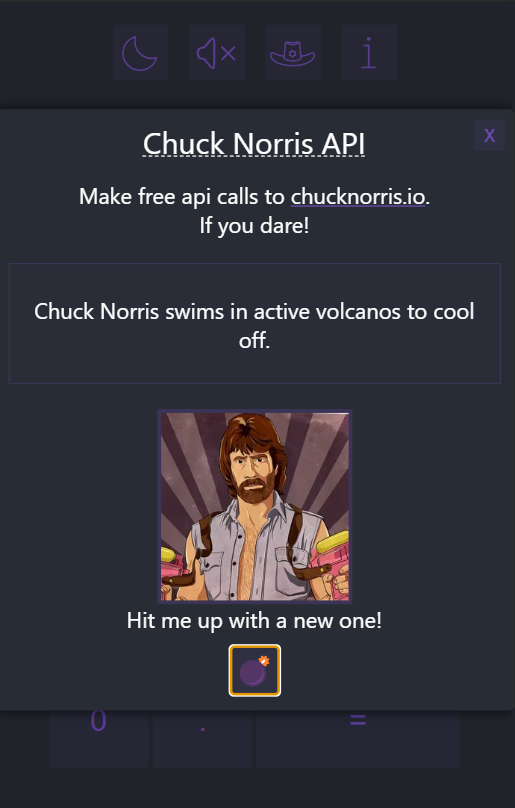 i
Chuck Norris API
X
Make free api calls to chucknorris.io.
If you dare!
Chuck Norris swims in active volcanos to cool
off.
Hit me up with a new one!
0 . =